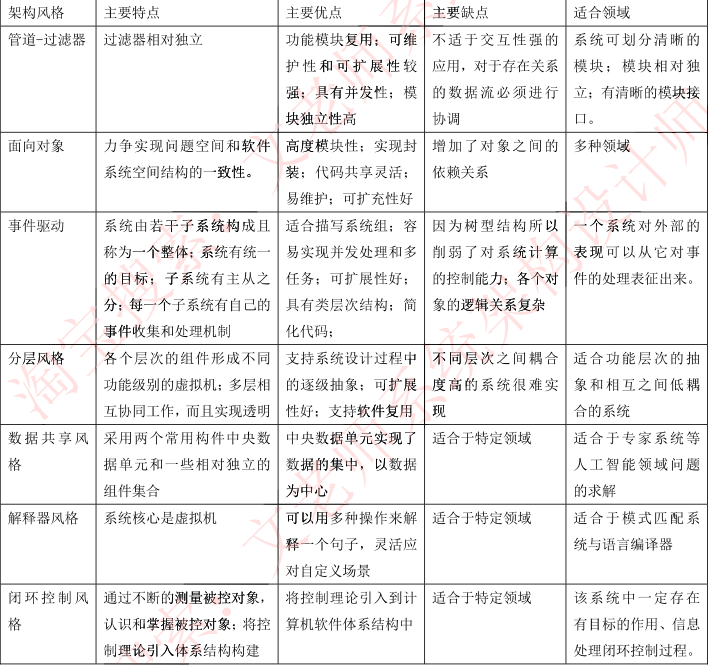 架构风格 主要特点 主要优点 主要缺点 适合领域
管道-过滤器 过滤器相对独立 功能模块复用；可维 不适于交互性强的 系统可划分清晰的
护性和可扩展性较 应用，对于存在关系 模块；模块相对独
强；具有并发性；模 的数据流必须进行 立；有清晰的模块接
块独立性高 协调 口。
面向对象 力争实现问题空间和软件 高度模块性；实现封 增加了对象之间的 多种领域
系统空间结构的一致性。 装；代码共享灵活； 依赖关系
易维护；可扩充性好
事件驱动 系统由若干子系统构成且 适合描写系统组；容 因为树型结构所以 一个系统对外部的
称为一个整体；系统有统一 易实现并发处理和多 削弱了对系统计算 表现可以从它对事
的目标；子系统有主从之 任务；可扩展性好； 的控制能力；各个对 件的处理表征出来。
分；每一个子系统有自己的 具有类层次结构；简 象的逻辑关系复杂
事件收集和处理机制 化代码；
分层风格 各个层次的组件形成不同 支持系统设计过程中 不同层次之间耦合 适合功能层次的抽
功能级别的虚拟机；多层相 的逐级抽象；可扩展 度高的系统很难实 象和相互之间低耦
互协同工作，而且实现透明 性好；支持软件复用 现 合的系统
数据共享风 采用两个常用构件中央数 中央数据单元实现了 适合于特定领域 适合于专家系统等
格 据单元和一些相对独立的 数据的集中，以数据 人工智能领域问题
组件集合 为中心 的求解
解释器风格 系统核心是虚拟机 可以用多种操作来解 适合于特定领域 适合于模式匹配系
释一个句子，灵活应 统与语言编译器
对自定义场景
闭环控制风 通过不断的测量被控对象， 将控制理论引入到计 适合于特定领域 该系统中一定存在
格 认识和掌握被控对象；将控 算机软件体系结构中 有目标的作用、信息
制理论引入体系结构构建 处理闭环控制过程。
淘宝搜索：文老师系统架构设计师